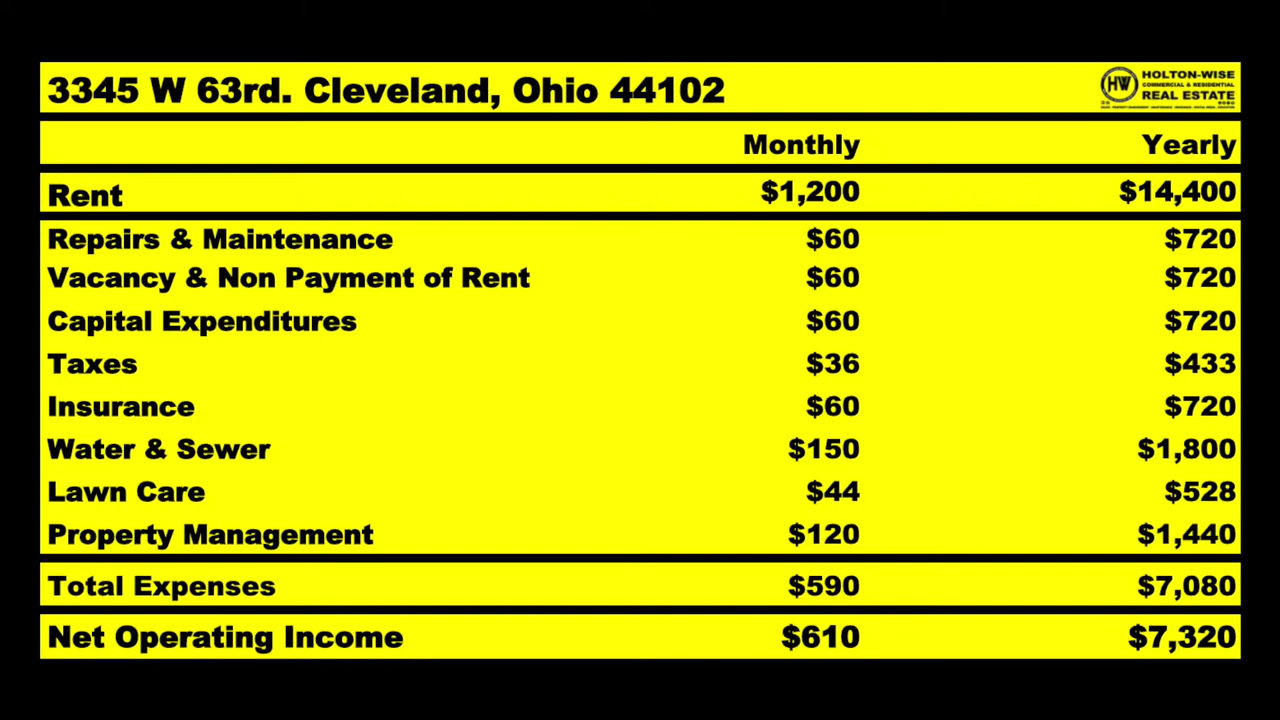 3345 W 63rd. Cleveland, Ohio 44102
HW
HOLTON-WISE
COMMERCIAL & RESIDENTIAL
REAL ESTATE
Monthly Yearly
Rent $1,200 $14,400
Repairs & Maintenance $60 $720
Vacancy & Non Payment of Rent $60 $720
Capital Expenditures $60 $720
Taxes $36 $433
Insurance $60 $720
Water & Sewer $150 $1,800
Lawn Care $44 $528
Property Management $120 $1,440
Total Expenses $590 $7,080
Net Operating Income $610 $7,320